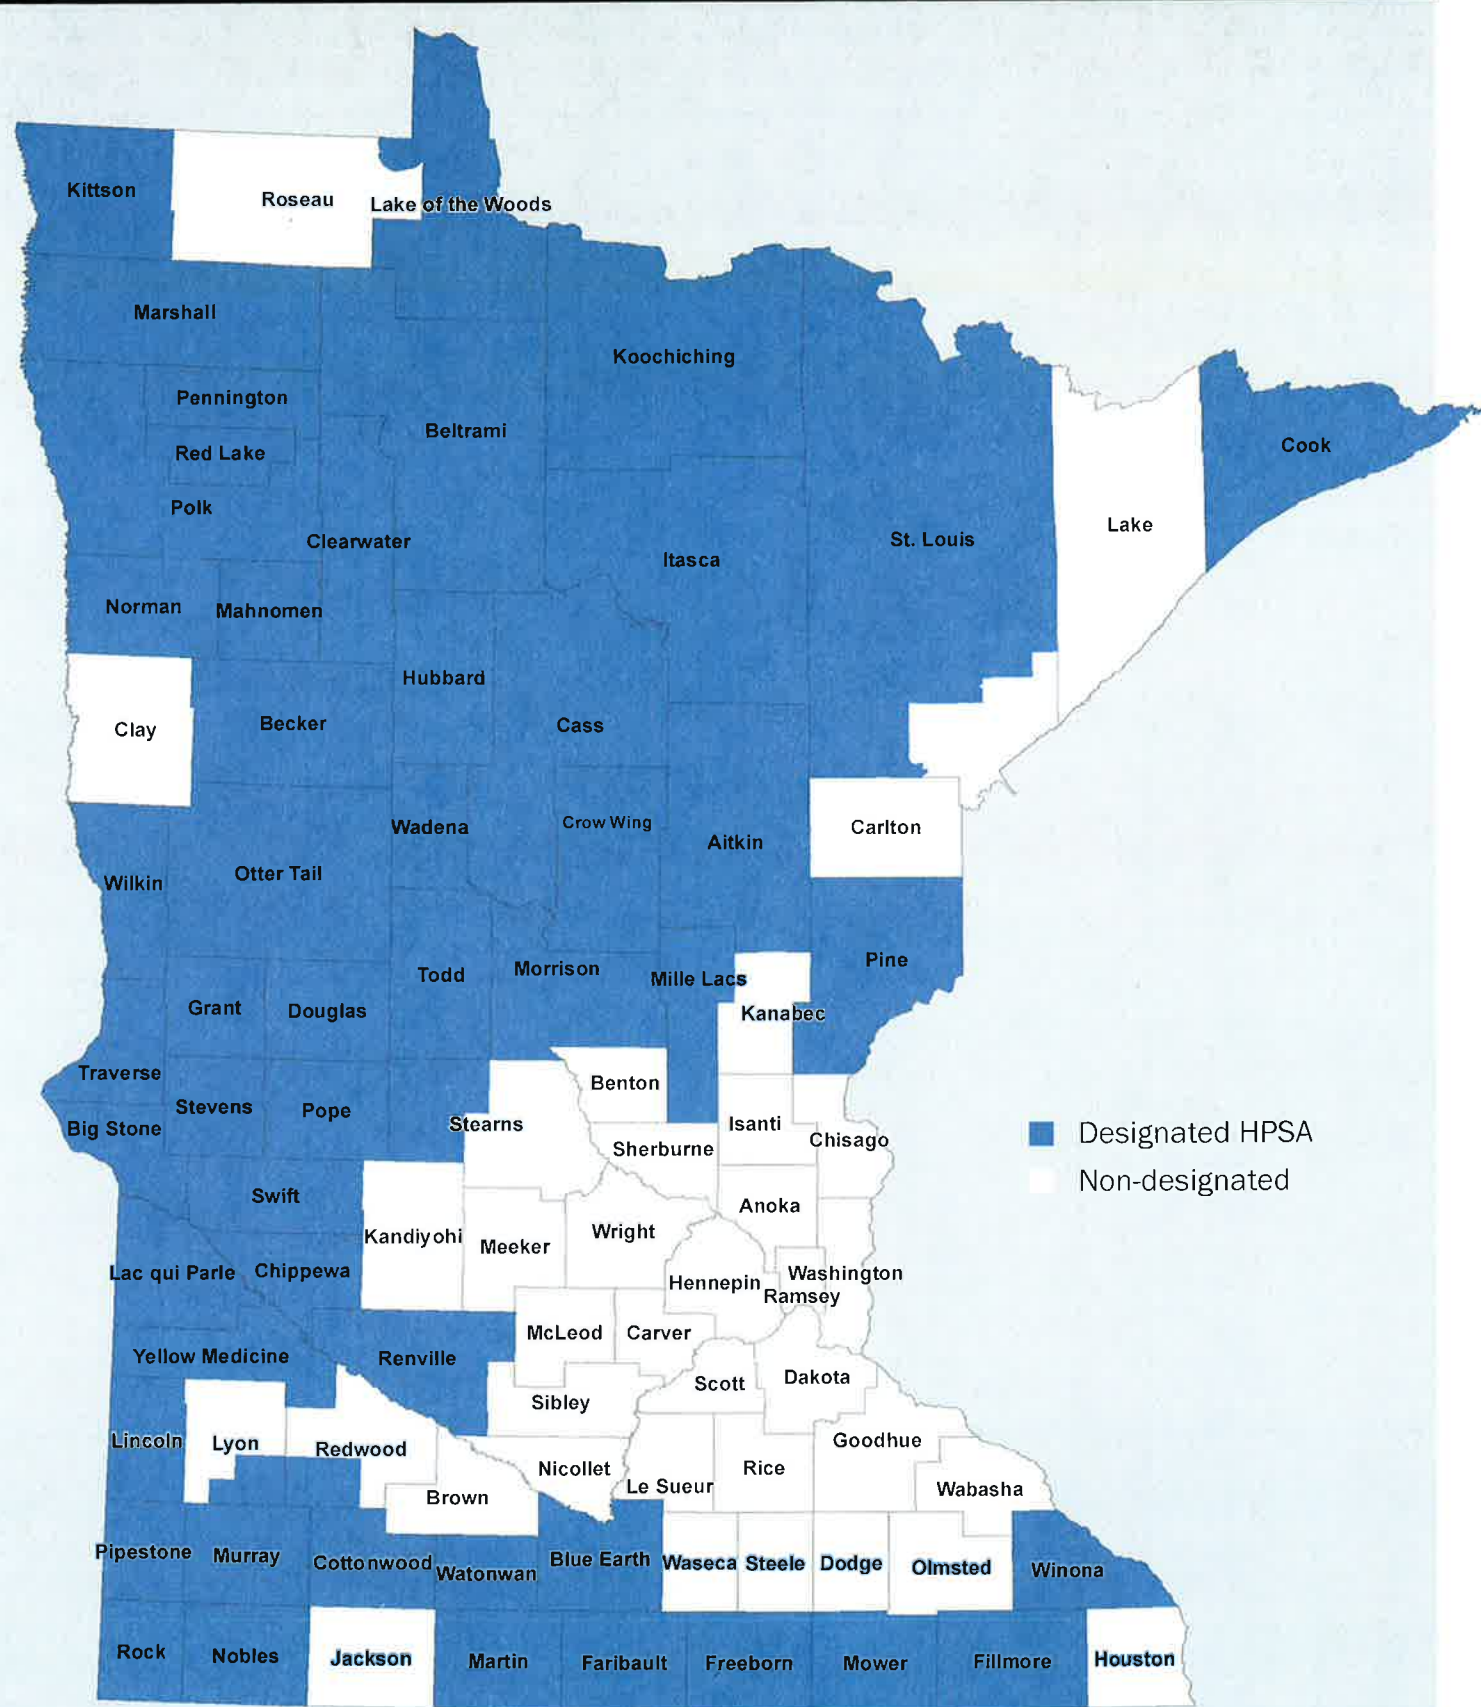 Kittson
Roseau
Lake of the Woods
Marshall
Koochiching
Pennington
Beltrami
Red Lake
Cook
Polk
Lake
Clearwater
St. Louis
Itasca
Norman
Mahnomen
Hubbard
Clay
Becker
Cass
Wadena
Crow Wing
Carlton
Aitkin
Otter Tail
Wilkin
Pine
Todd
Morrison
Mille Lacs
Grant
Douglas
Kanabec
Traverse
Benton
Stevens
Pope
Stearns
Isanti
Big Stone
Designated HPSA
Chisago
Sherburne
Non-designated
Swift
Anoka
Kandiyohi
Wright
Meeker
Lac qui Parle
Chippewa
Hennepin
Washington
Ramsey
McLeod
Carver
Yellow Medicine
Renville
Scott
Dakota
Sibley
Lincoln
Lyon
Redwood
Goodhue
Nicollet
Rice
Le Sueur
Wabasha
Brown
Pipestone
Murray
Cottonwood
Watonwan
Blue Earth
Waseca
Steele
Dodge
Olmsted
Winona
Rock
Nobles
Jackson
Martin
Faribault
Freeborn
Mower
Fillmore
Houston